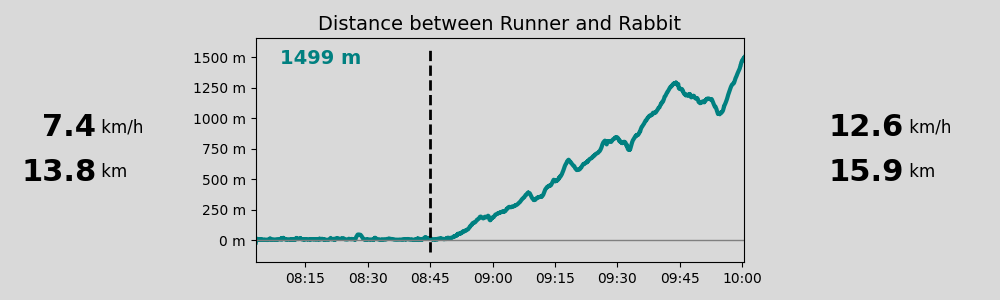 Distance between Runner and Rabbit
7.4 km/h
13.8 km
1499 m
1500 m
1250 m
1000 m
750 m
500 m
250 m
0 m
08:15 08:30 08:45 09:00 09:15 09:30 09:45 10:00
12.6 km/h
15.9 km